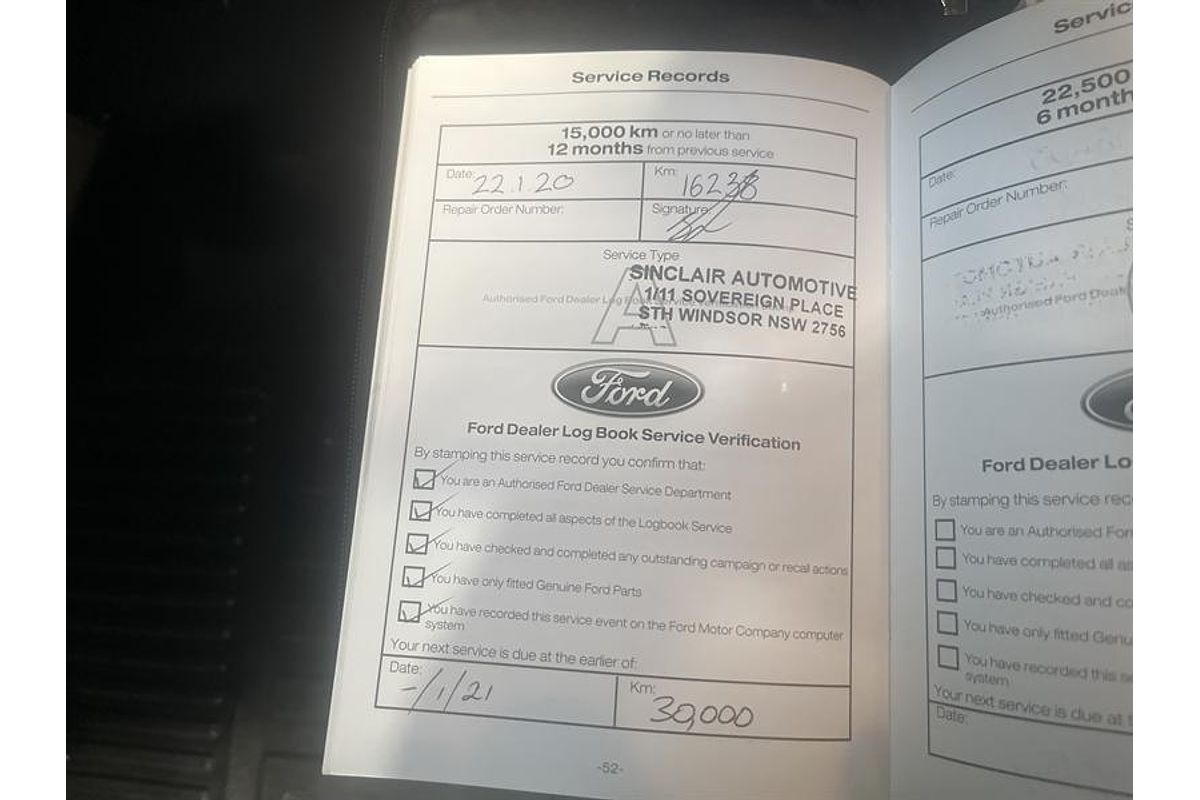 Service Records
15,000 km or no later than
12 months from previous service
Date: 22.1.20
Km: 16238
Repair Order Number:
Signature:
Service Type
A
SINCLAIR AUTOMOTIVE
1/11 SOVEREIGN PLACE
STH WINDSOR NSW 2756
Authorised Ford Dealer Log Book Service
Ford
Ford Dealer Log Book Service Verification
By stamping this service record you confirm that:
You are an Authorised Ford Dealer Service Department
You have completed all aspects of the Logbook Service
You have checked and completed any outstanding campaign or recall actions
You have only fitted Genuine Ford Parts
You have recorded this service event on the Ford Motor Company computer
system
Your next service is due at the earlier of:
Date: -/1/21
Km: 30,000
-52-
Servic
22,500
6 month
Date:
Repair Order Number:
S
Authorised Ford Deal
Ford Dealer Lo
By stamping this service rec
You are an Authorised For
You have completed all as
You have checked and co
You have only fitted Genu
You have recorded this se
system
Your next service is due at t
Date: